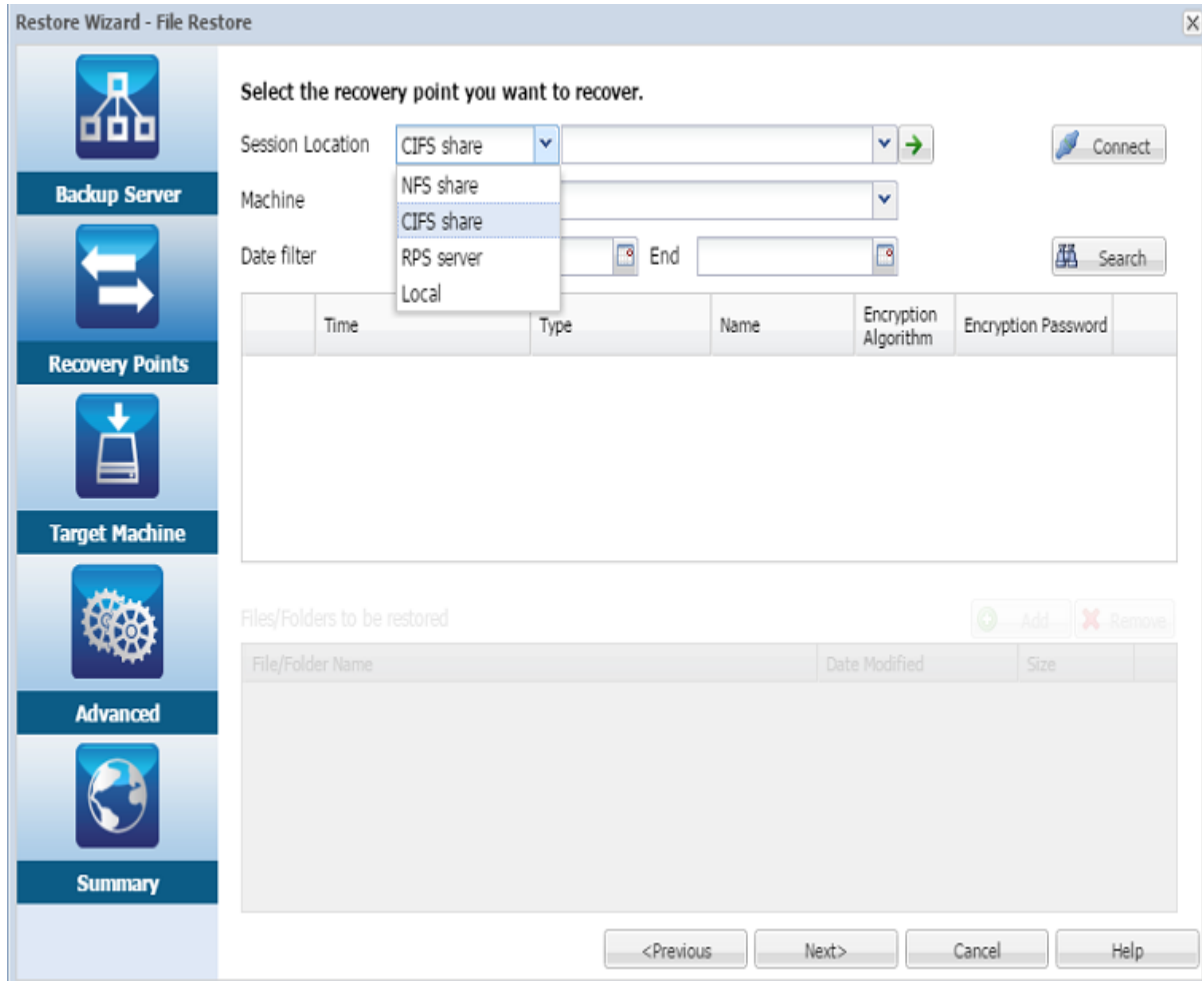 Restore Wizard - File Restore
Backup Server
Recovery Points
Target Machine
Advanced
Summary
Select the recovery point you want to recover.
Session Location CIFS share Connect
NFS share
CIFS share
RPS server
Local
Machine
Date filter End Search
Time Type Name Encryption Algorithm Encryption Password
Files/Folders to be restored Add Remove
File/Folder Name Date Modified Size
<Previous Next> Cancel Help